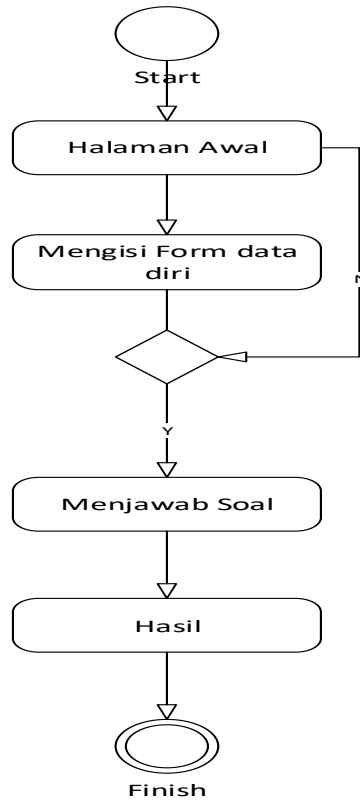 Start
Halaman Awal
Mengisi Form data
diri
N
Y
Menjawab Soal
Hasil
Finish